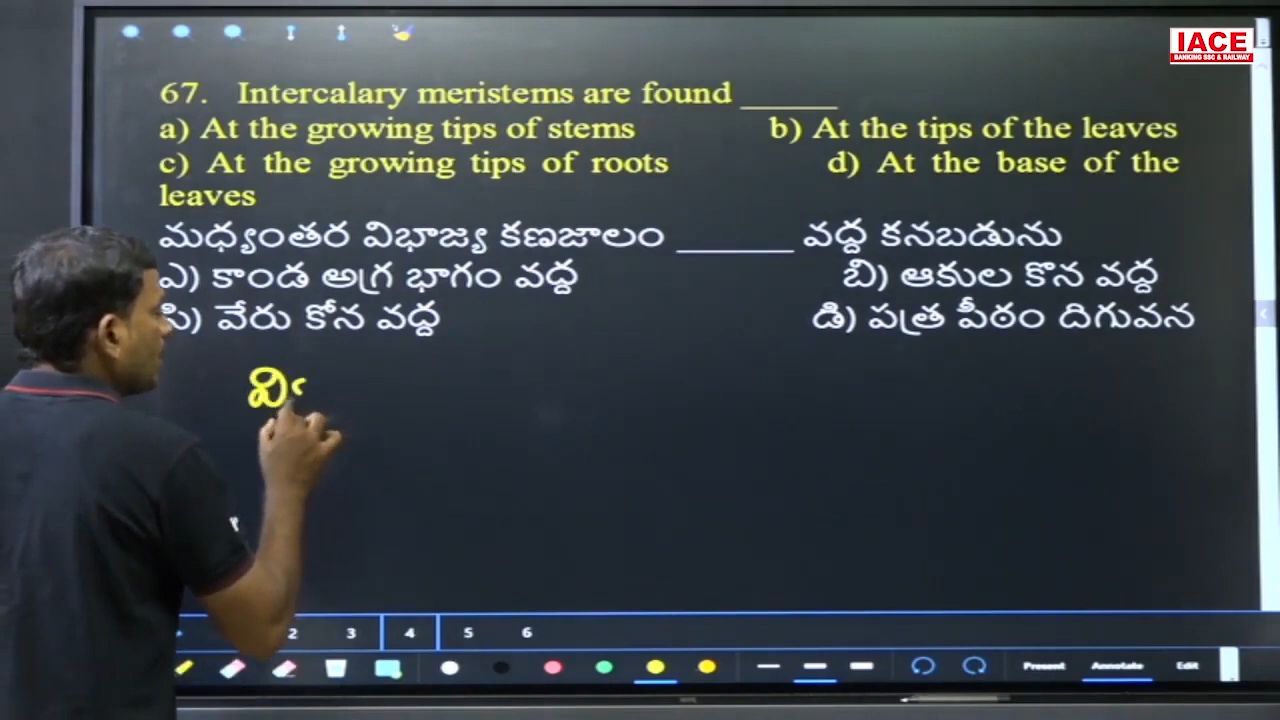 IACE
BANKING SSC & RAILWAY
67. Intercalary meristems are found ______
a) At the growing tips of stems b) At the tips of the leaves
c) At the growing tips of roots d) At the base of the
leaves
మధ్యంతర విభాజ్య కణజాలం _______ వద్ద కనబడును
ఎ) కాండ అగ్ర భాగం వద్ద బి) ఆకుల కొన వద్ద
సి) వేరు కోన వద్ద డి) పత్ర పీఠం దిగువన
వి
2 3 4 5 6
Present Annotate Edit